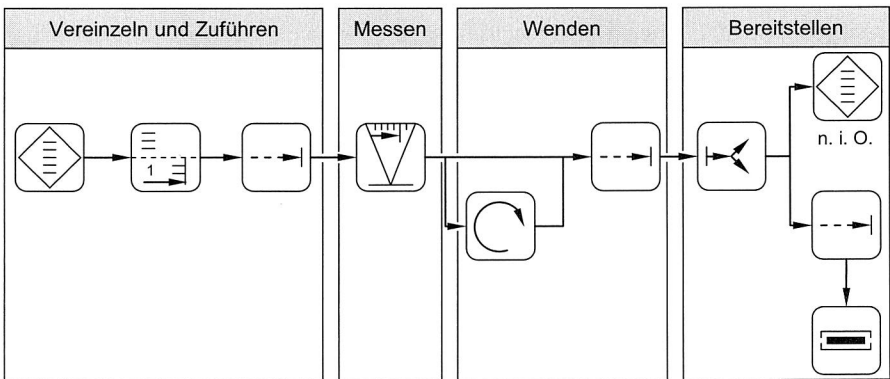 Vereinzeln und Zuführen
Messen
Wenden
Bereitstellen
n. i. O.
1